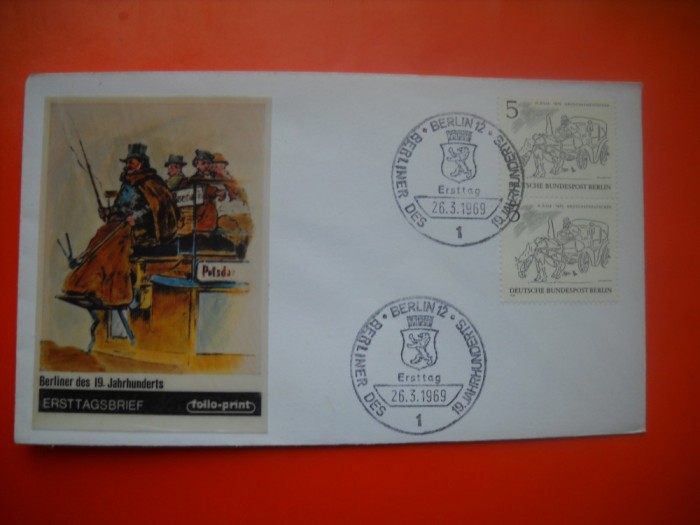 Potsda
Berliner des 19. Jahrhunderts
ERSTTAGSBRIEF
follo-print
BERLIN 12
BERLINER DES 19. JAHRHUNDERTS
Ersttag
26.3.1969
1
5
DEUTSCHE BUNDESPOST BERLIN
DEUTSCHE BUNDESPOST BERLIN
BERLIN 12
BERLINER DES 19. JAHRHUNDERTS
Ersttag
26.3.1969
1